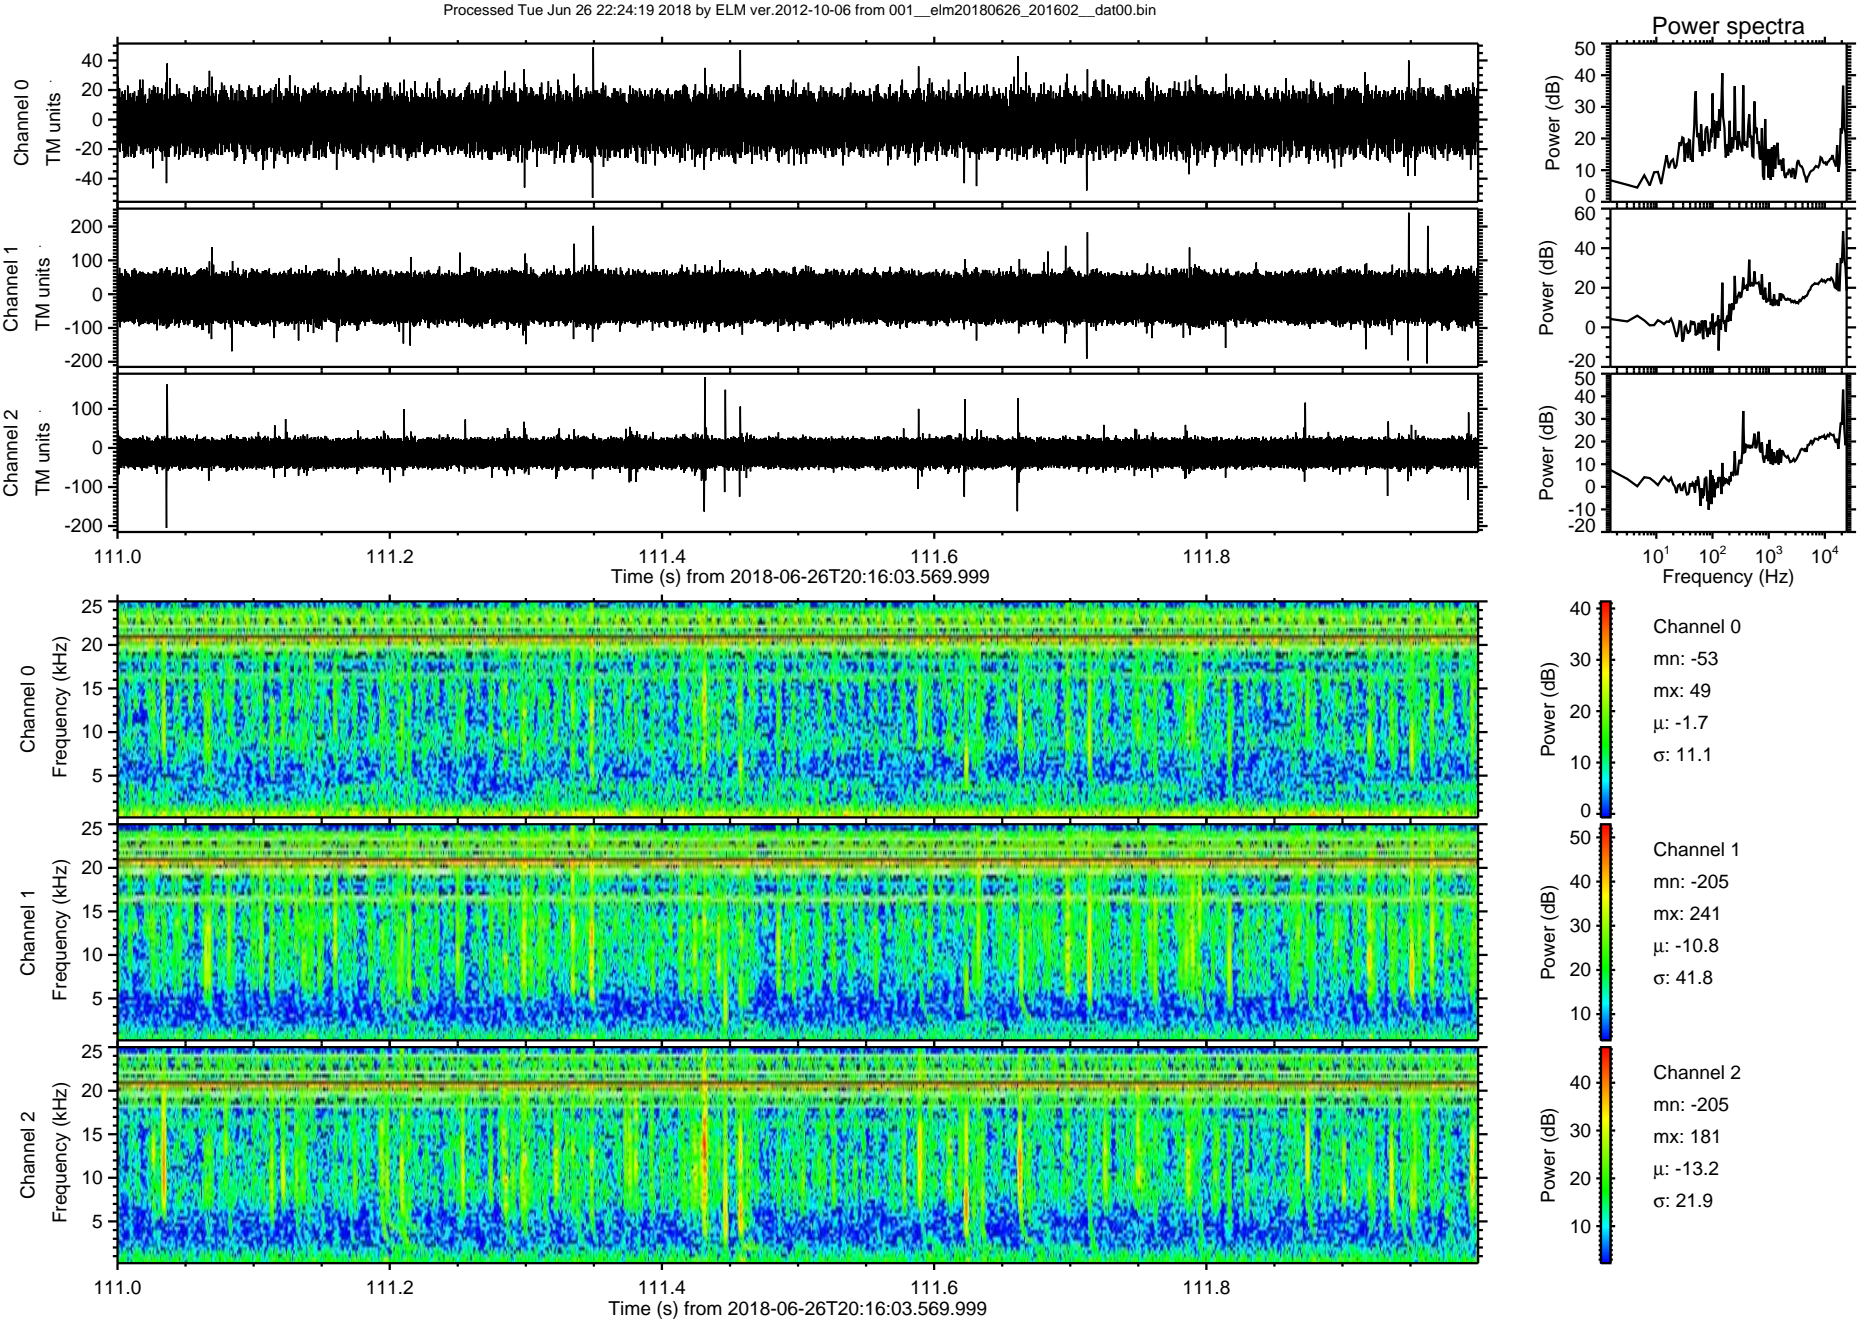 Processed Tue Jun 26 22:24:19 2018 by ELM ver.2012-10-06 from 001__elm20180626_201602__dat00.bin
Power spectra
Channel 0
TM units
40
20
0
-20
-40
Power (dB)
50
40
30
20
10
0
Channel 1
TM units
200
100
0
-100
-200
Power (dB)
60
40
20
0
-20
Channel 2
TM units
100
0
-100
-200
Power (dB)
50
40
30
20
10
0
-10
-20
111.0 111.2 111.4 111.6 111.8
Time (s) from 2018-06-26T20:16:03.569.999
10¹ 10² 10³ 10⁴
Frequency (Hz)
Channel 0
Frequency (kHz)
25
20
15
10
5
Power (dB)
40
30
20
10
0
Channel 0
mn: -53
mx: 49
μ: -1.7
σ: 11.1
Channel 1
Frequency (kHz)
25
20
15
10
5
Power (dB)
50
40
30
20
10
Channel 1
mn: -205
mx: 241
μ: -10.8
σ: 41.8
Channel 2
Frequency (kHz)
25
20
15
10
5
Power (dB)
40
30
20
10
Channel 2
mn: -205
mx: 181
μ: -13.2
σ: 21.9
111.0 111.2 111.4 111.6 111.8
Time (s) from 2018-06-26T20:16:03.569.999